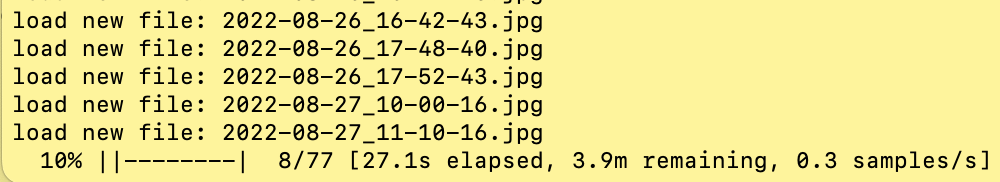 load new file: 2022-08-26_16-42-43.jpg
load new file: 2022-08-26_17-48-40.jpg
load new file: 2022-08-26_17-52-43.jpg
load new file: 2022-08-27_10-00-16.jpg
load new file: 2022-08-27_11-10-16.jpg
10% ||--------| 8/77 [27.1s elapsed, 3.9m remaining, 0.3 samples/s]